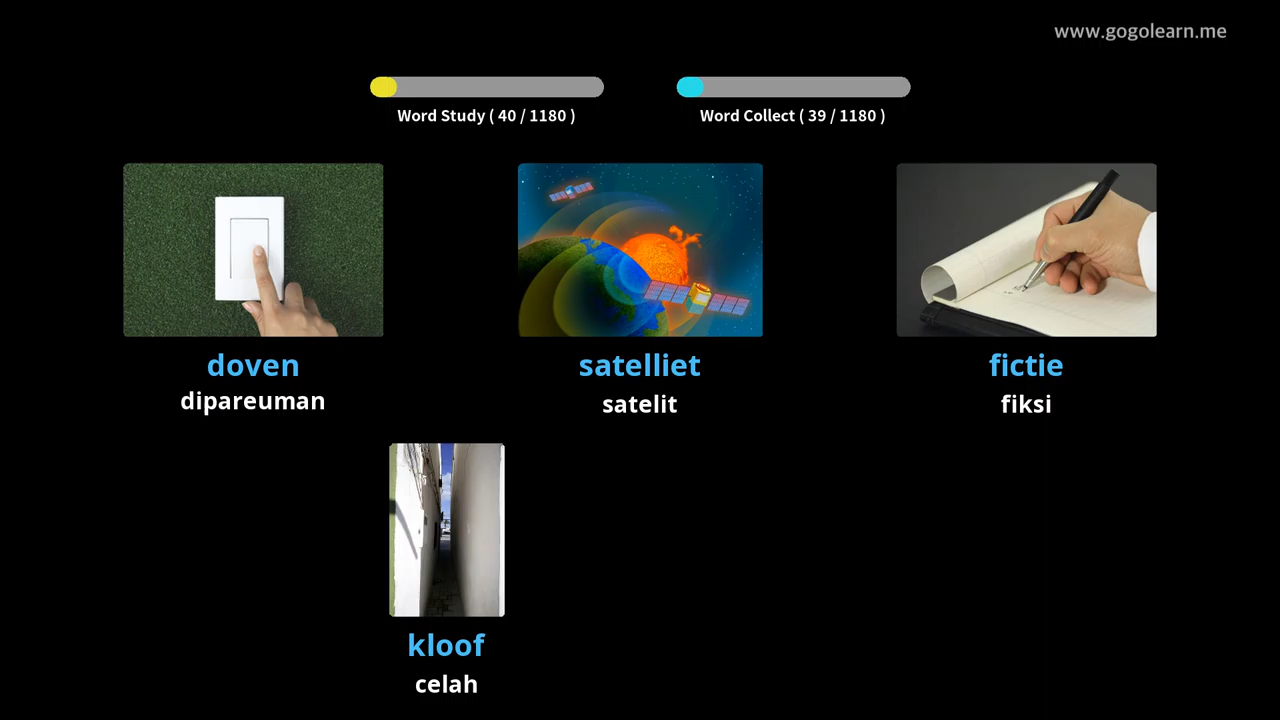 www.gogolearn.me
Word Study ( 40 / 1180 )
Word Collect ( 39 / 1180 )
doven
dipareuman
satelliet
satelit
fictie
fiksi
kloof
celah